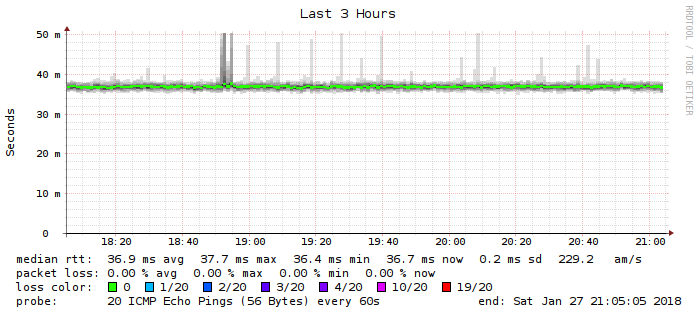 Last 3 Hours
RRDTOOL / TOBI OETIKER
Seconds
50 m
40 m
30 m
20 m
10 m
0
18:20 18:40 19:00 19:20 19:40 20:00 20:20 20:40 21:00
median rtt: 36.9 ms avg 37.7 ms max 36.4 ms min 36.7 ms now 0.2 ms sd 229.2 am/s
packet loss: 0.00 % avg 0.00 % max 0.00 % min 0.00 % now
loss color: 0 1/20 2/20 3/20 4/20 10/20 19/20
probe: 20 ICMP Echo Pings (56 Bytes) every 60s end: Sat Jan 27 21:05:05 2018